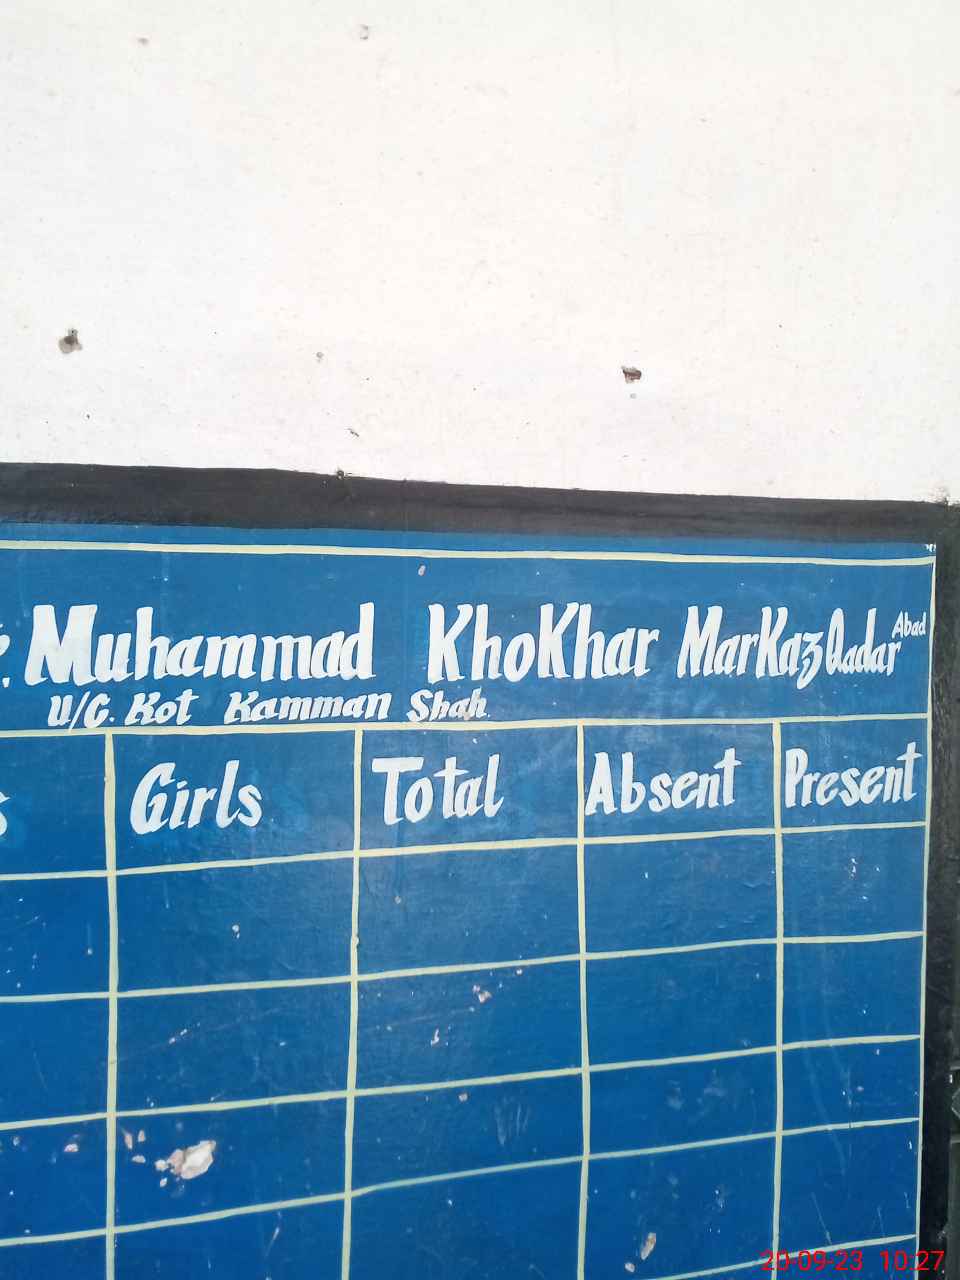 Muhammad KhoKhar MarKaz Qadar Abad
U/C. Kot Kamman Shah
Girls Total Absent Present
20-09-23 10:27